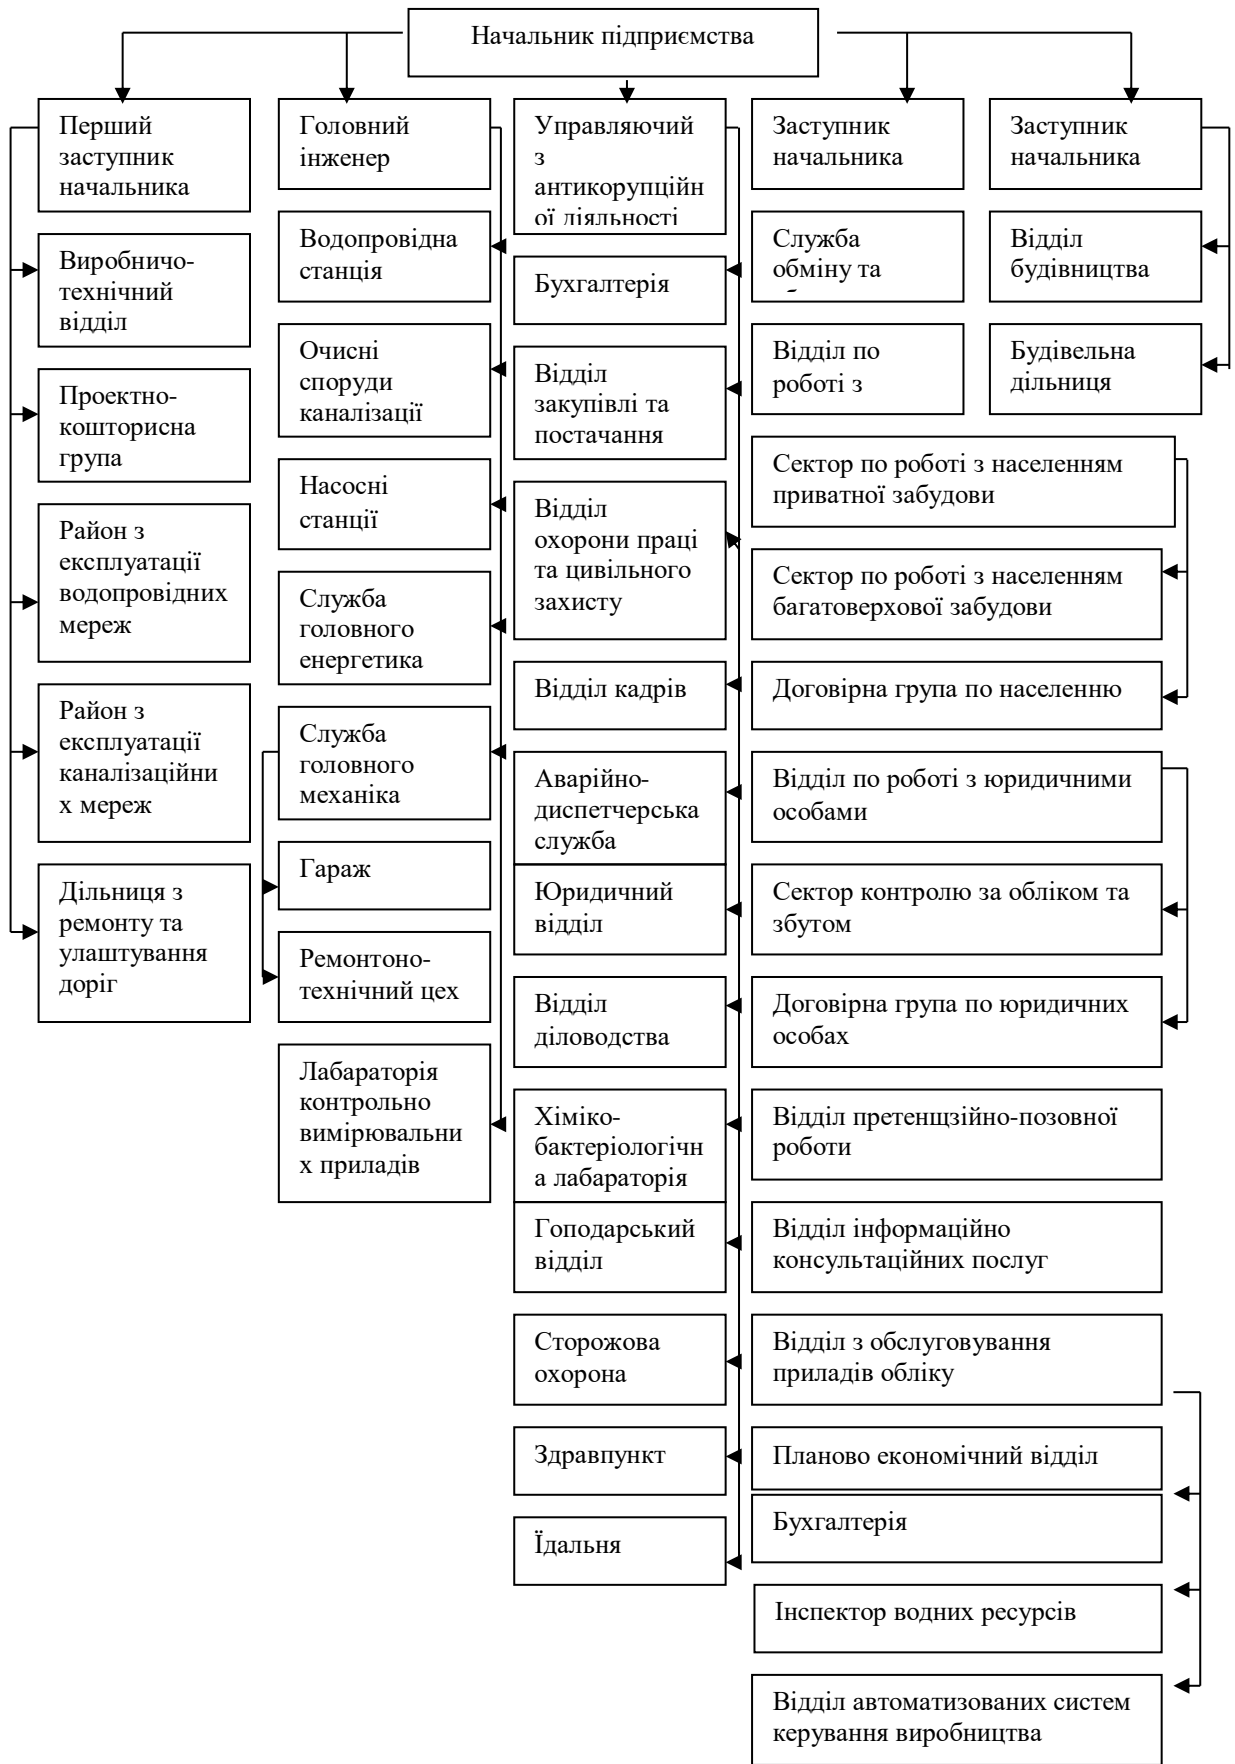 Начальник підприємства
Перший
заступник
начальника
Виробничо-
технічний
відділ
Проектно-
кошторисна
група
Район з
експлуатації
водопровідних
мереж
Район з
експлуатації
каналізаційни
х мереж
Дільниця з
ремонту та
улаштування
доріг
Головний
інженер
Водопровідна
станція
Очисні
споруди
каналізації
Насосні
станції
Служба
головного
енергетика
Служба
головного
механіка
Гараж
Ремонтоно-
технічний цех
Лабараторія
контрольно
вимірювальни
х приладів
Управляючий
з
антикорупційн
ої діяльності
Бухгалтерія
Відділ
закупівлі та
постачання
Відділ
охорони праці
та цивільного
захисту
Відділ кадрів
Аварійно-
диспетчерська
служба
Юридичний
відділ
Відділ
діловодства
Хіміко-
бактеріологічн
а лабараторія
Гоподарський
відділ
Сторожова
охорона
Здравпункт
Їдальня
Заступник
начальника
Служба
обміну та
Відділ по
роботі з
Сектор по роботі з населенням
приватної забудови
Сектор по роботі з населенням
багатоверхової забудови
Договірна група по населенню
Відділ по роботі з юридичними
особами
Сектор контролю за обліком та
збутом
Договірна група по юридичних
особах
Відділ претенщзійно-позовної
роботи
Відділ інформаційно
консультаційних послуг
Відділ з обслуговування
приладів обліку
Планово економічний відділ
Бухгалтерія
Інспектор водних ресурсів
Відділ автоматизованих систем
керування виробництва
Заступник
начальника
Відділ
будівництва
Будівельна
дільниця